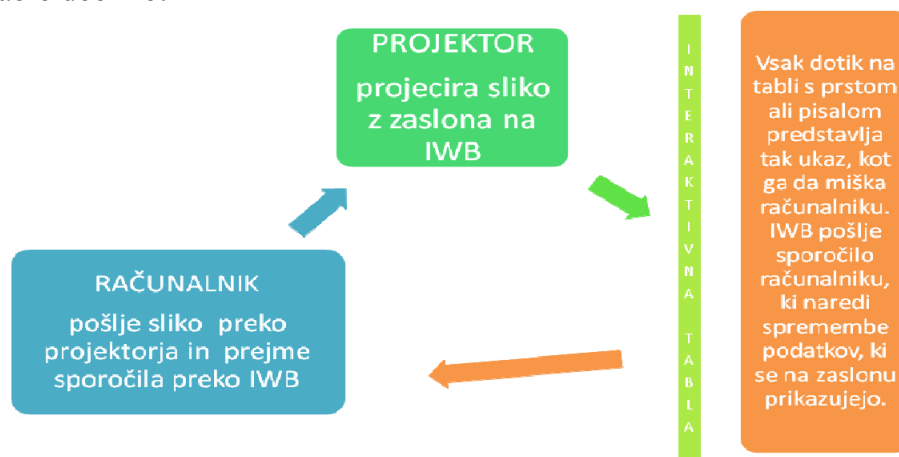 PROJEKTOR
projecira sliko
z zaslona na
IWB
RAČUNALNIK
pošlje sliko preko
projektorja in prejme
sporočila preko IWB
INTERAKTIVNA TABLA
Vsak dotik na
tabli s prstom
ali pisalom
predstavlja
tak ukaz, kot
ga da miška
računalniku.
IWB pošlje
sporočilo
računalniku,
ki naredi
spremembe
podatkov, ki
se na zaslonu
prikazujejo.